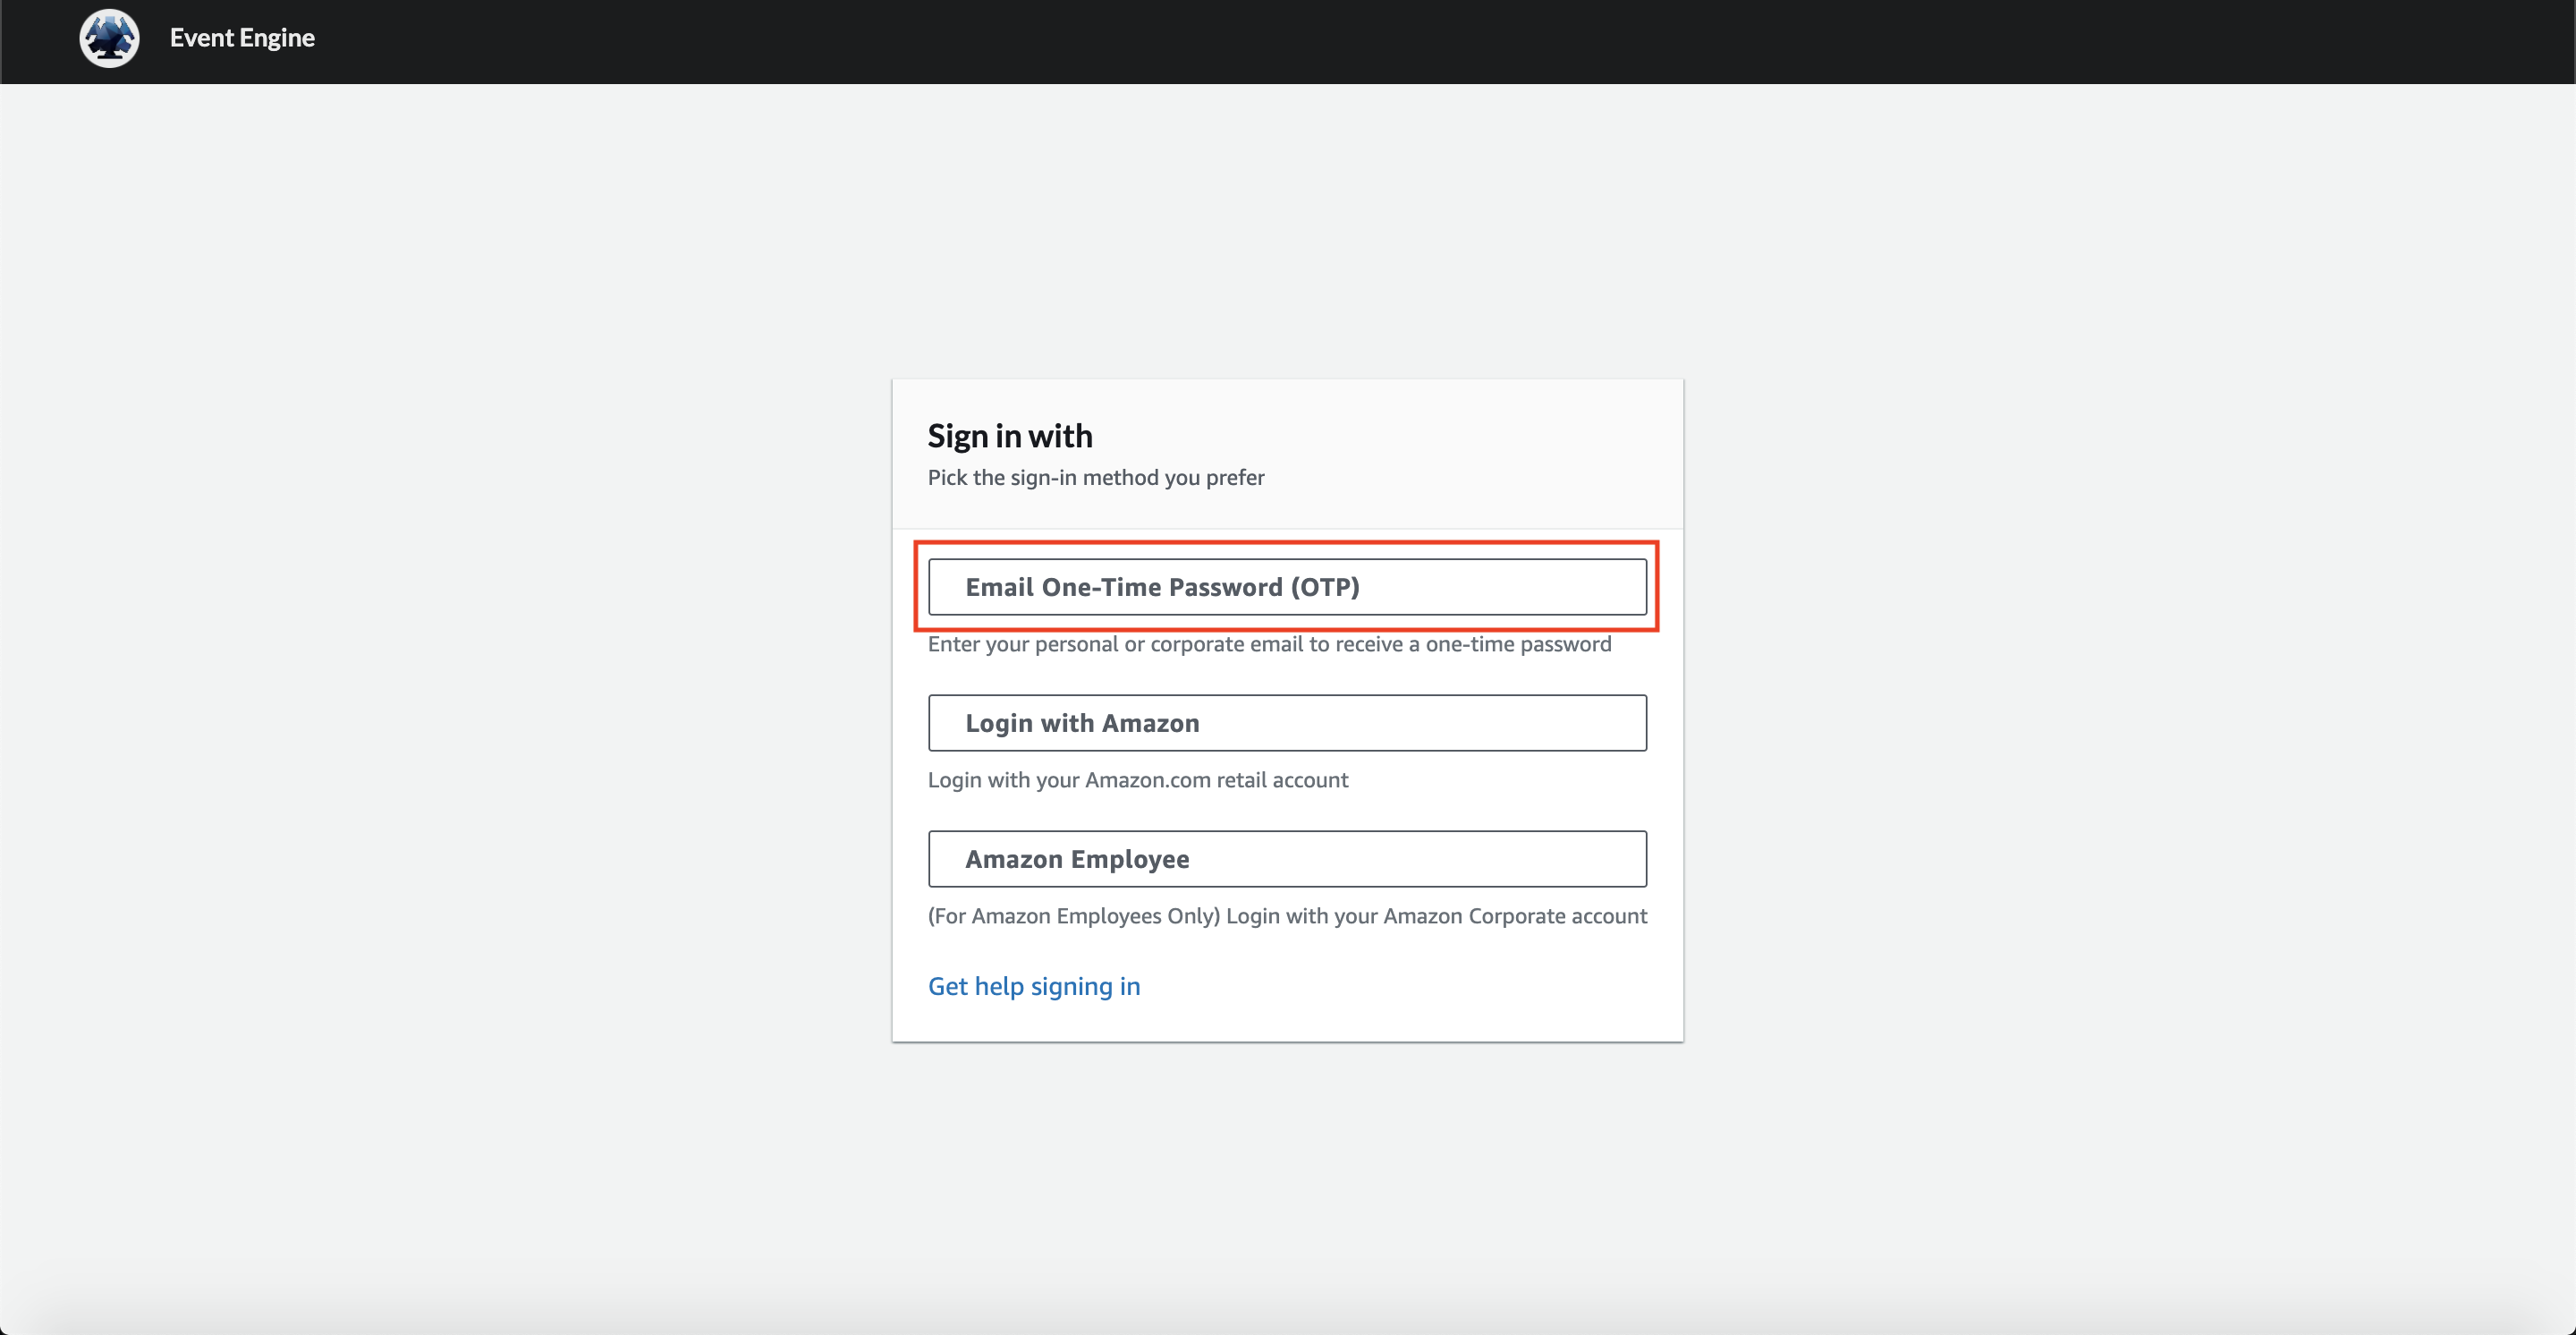 Event Engine
Sign in with
Pick the sign-in method you prefer
Email One-Time Password (OTP)
Enter your personal or corporate email to receive a one-time password
Login with Amazon
Login with your Amazon.com retail account
Amazon Employee
(For Amazon Employees Only) Login with your Amazon Corporate account
Get help signing in